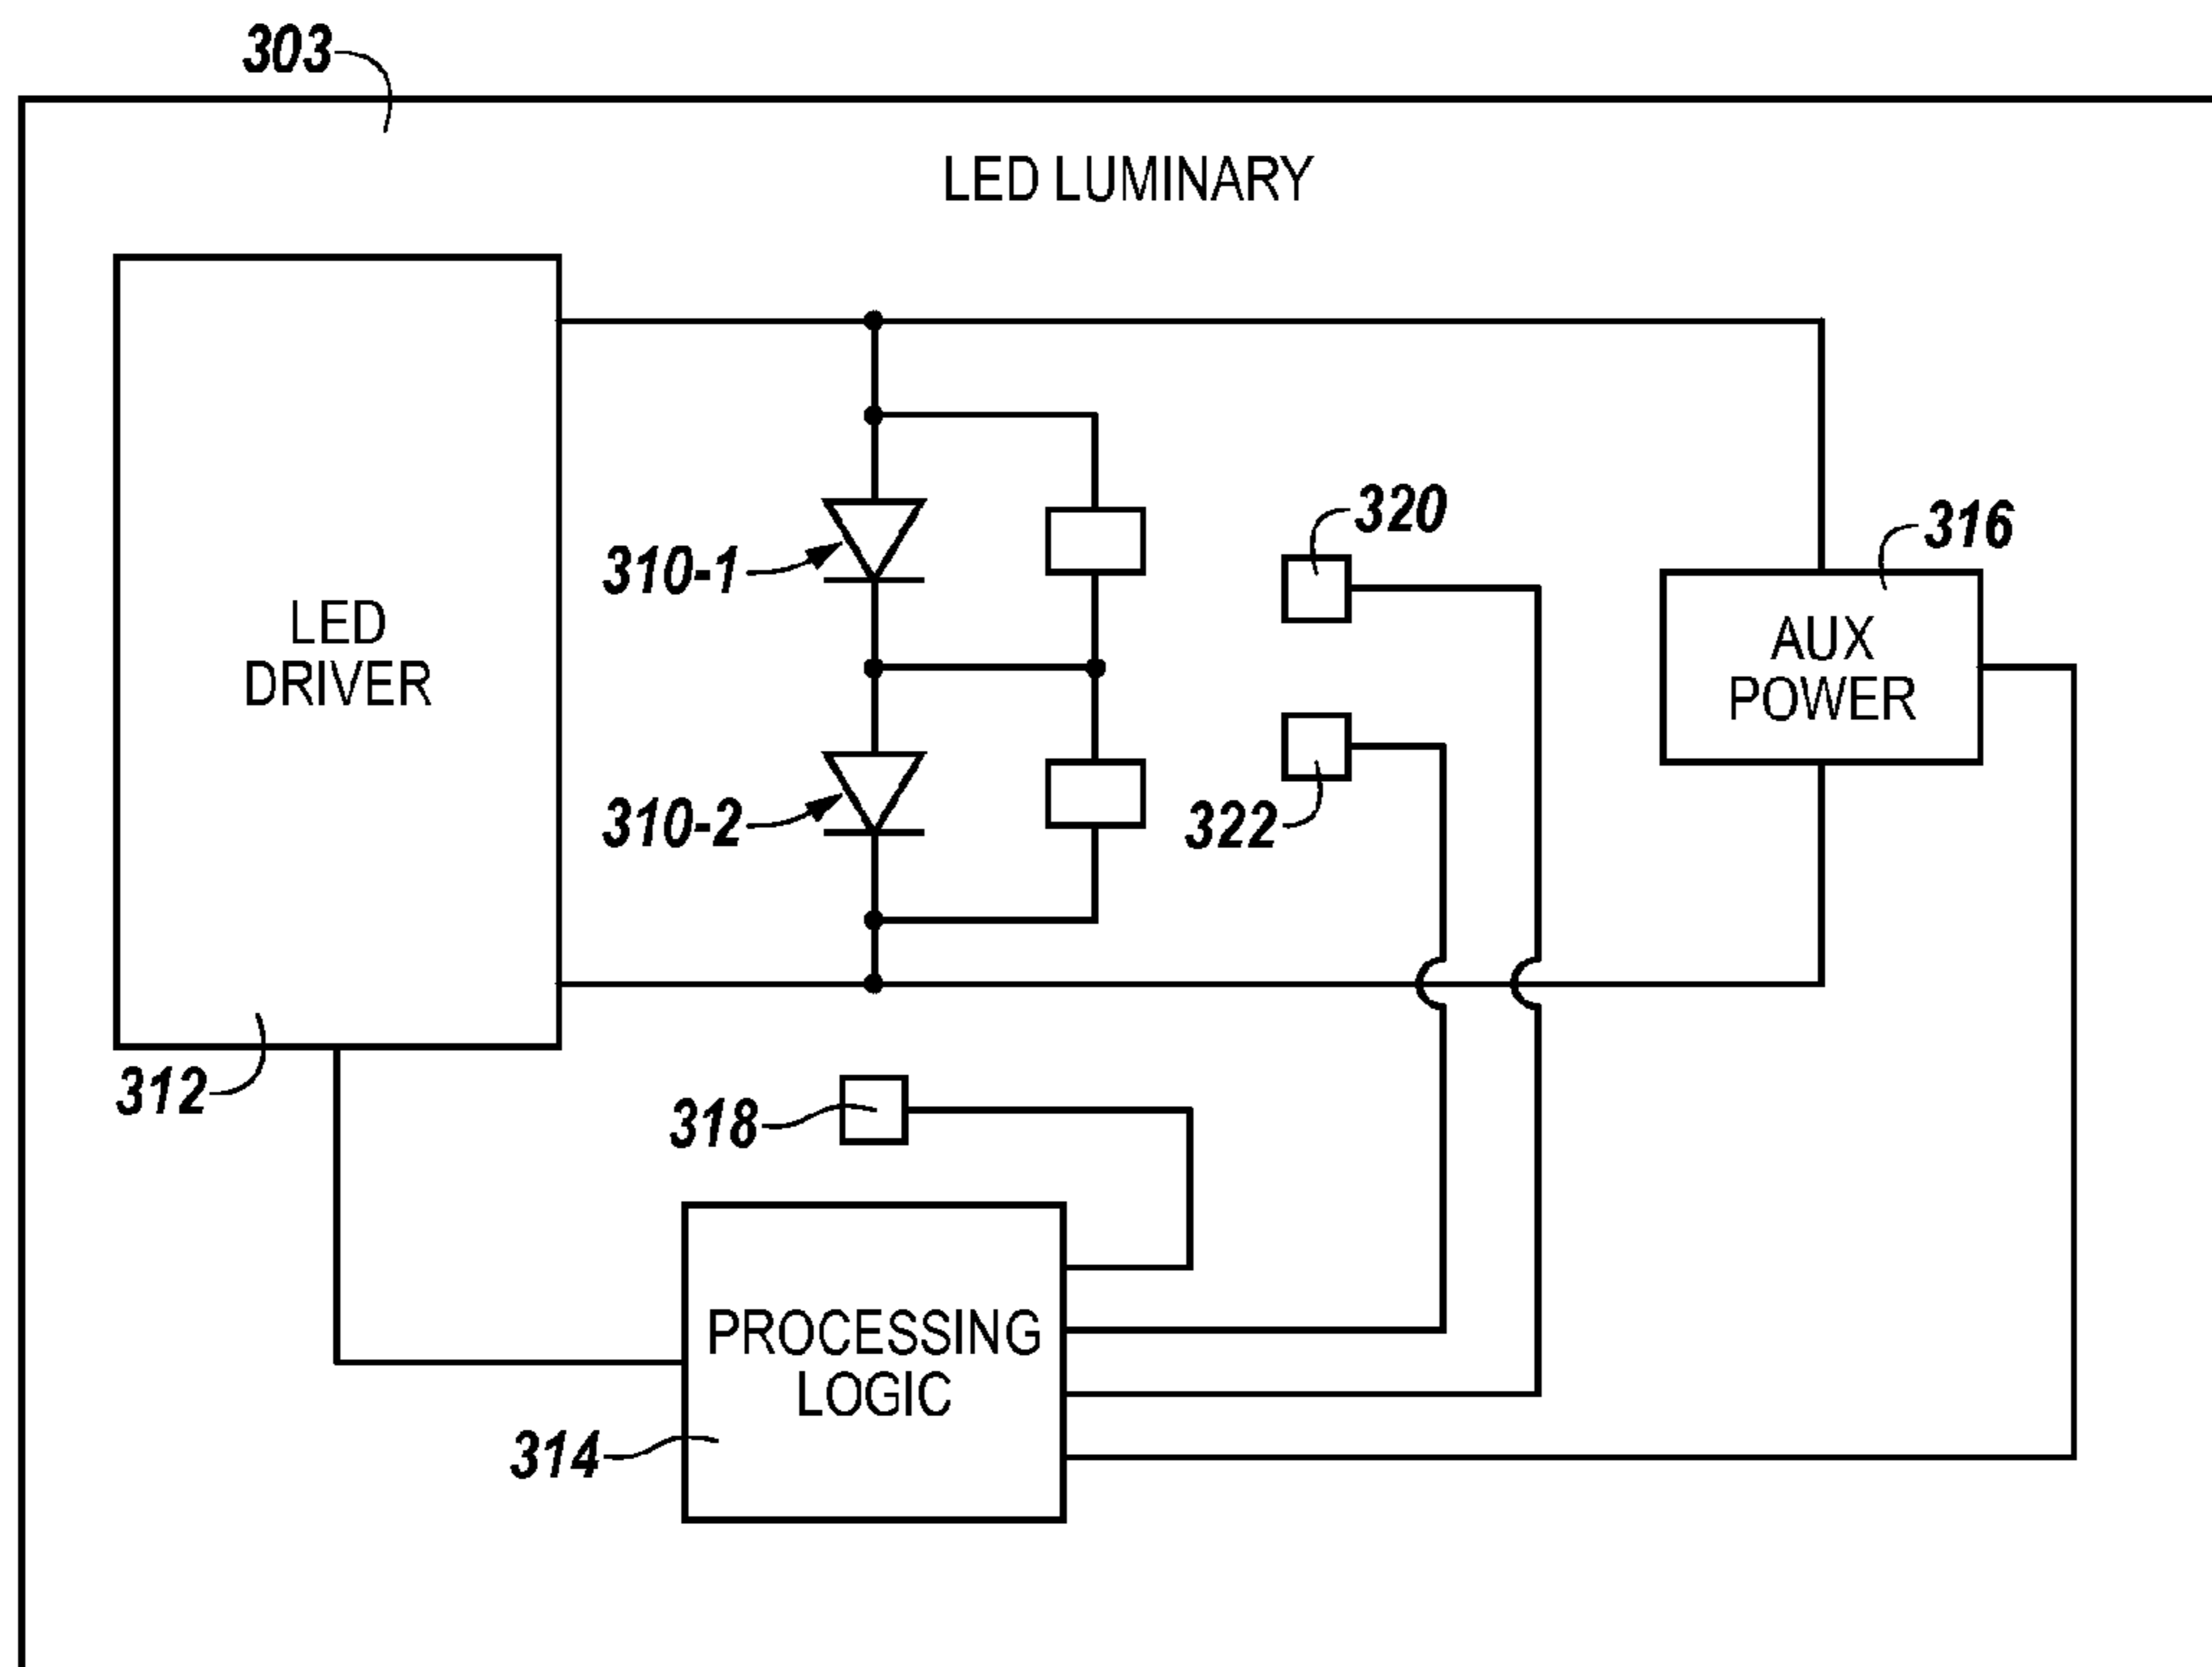 303
LED LUMINARY
LED
DRIVER
310-1
310-2
320
322
316
AUX
POWER
312
318
PROCESSING
LOGIC
314